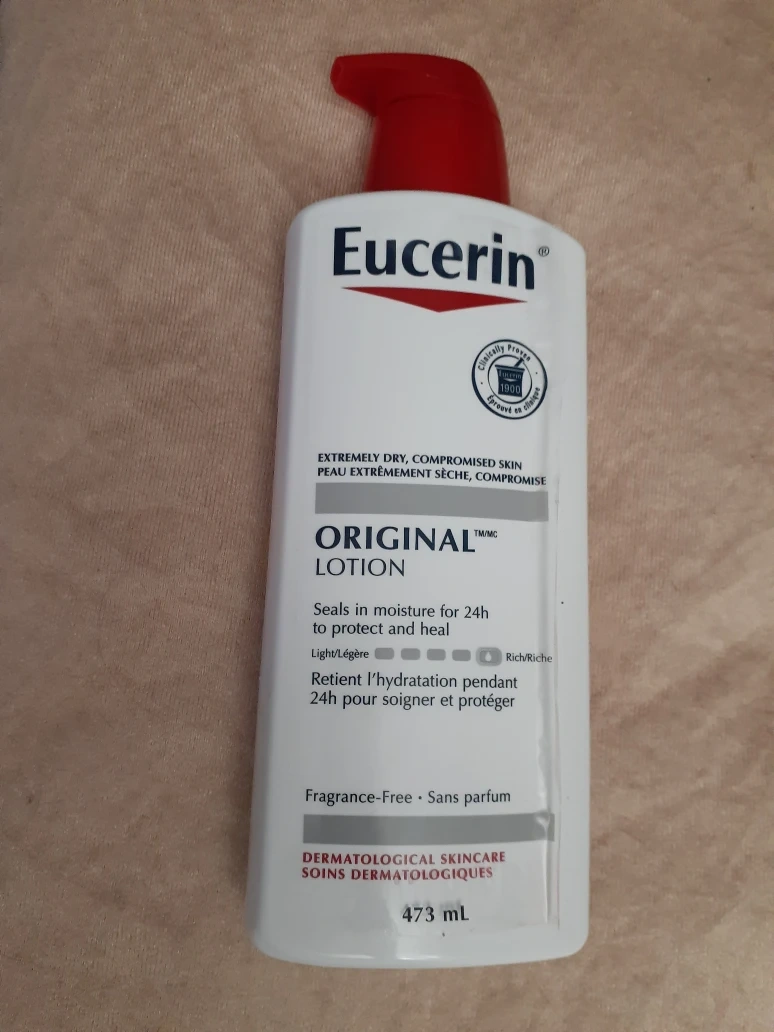 Eucerin®
Clinically Proven
Eucerin
1900
Éprouvé en clinique
EXTREMELY DRY, COMPROMISED SKIN
PEAU EXTRÊMEMENT SÈCHE, COMPROMISE
ORIGINAL TM/MC
LOTION
Seals in moisture for 24h
to protect and heal
Light/Légère Rich/Riche
Retient l'hydratation pendant
24h pour soigner et protéger
Fragrance-Free · Sans parfum
DERMATOLOGICAL SKINCARE
SOINS DERMATOLOGIQUES
473 mL